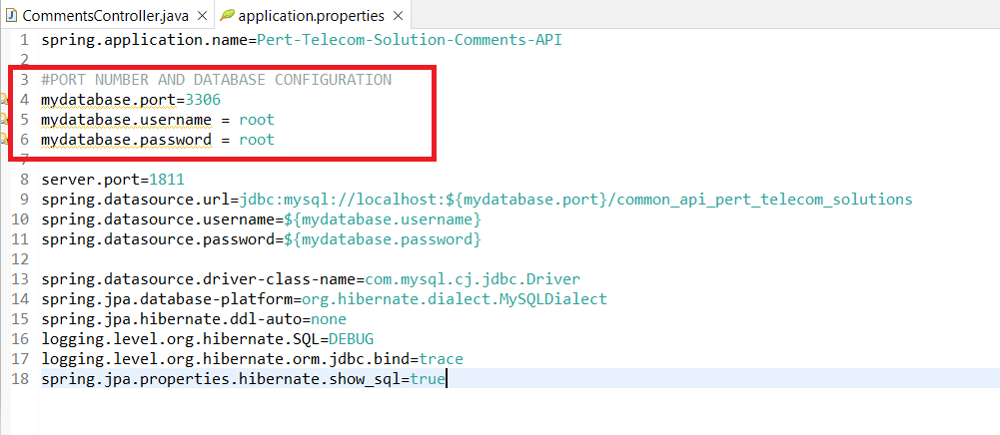 CommentsController.java application.properties
1 spring.application.name=Pert-Telecom-Solution-Comments-API
2
3 #PORT NUMBER AND DATABASE CONFIGURATION
4 mydatabase.port=3306
5 mydatabase.username = root
6 mydatabase.password = root
7
8 server.port=1811
9 spring.datasource.url=jdbc:mysql://localhost:${mydatabase.port}/common_api_pert_telecom_solutions
10 spring.datasource.username=${mydatabase.username}
11 spring.datasource.password=${mydatabase.password}
12
13 spring.datasource.driver-class-name=com.mysql.cj.jdbc.Driver
14 spring.jpa.database-platform=org.hibernate.dialect.MySQLDialect
15 spring.jpa.hibernate.ddl-auto=none
16 logging.level.org.hibernate.SQL=DEBUG
17 logging.level.org.hibernate.orm.jdbc.bind=trace
18 spring.jpa.properties.hibernate.show_sql=true